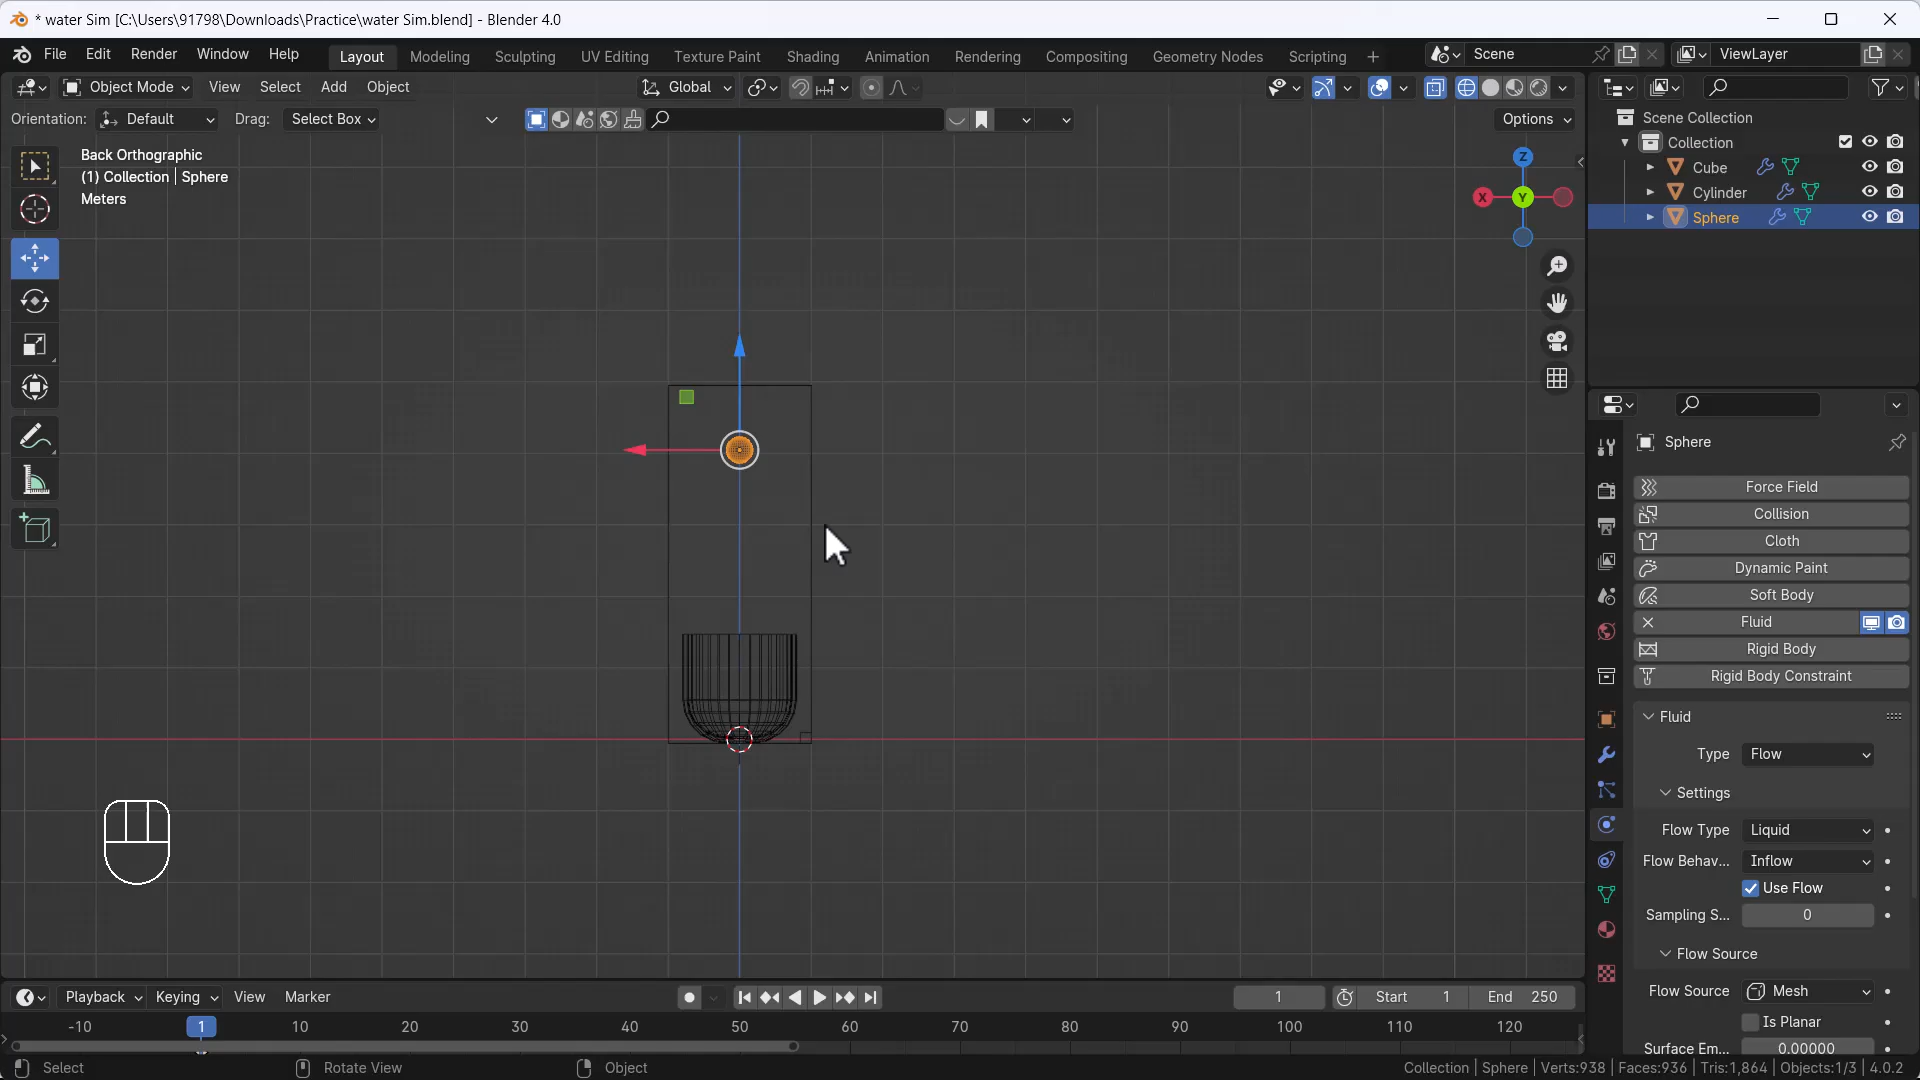 * water Sim [C:\Users\91798\Downloads\Practice\water Sim.blend] - Blender 4.0
File Edit Render Window Help Layout Modeling Sculpting UV Editing Texture Paint Shading Animation Rendering Compositing Geometry Nodes Scripting + Scene ViewLayer
Object Mode View Select Add Object Global
Orientation: Default Drag: Select Box Options
Back Orthographic
(1) Collection | Sphere
Meters
Z
X Y
Scene Collection
Collection
Cube
Cylinder
Sphere
Sphere
Force Field
Collision
Cloth
Dynamic Paint
Soft Body
Fluid
Rigid Body
Rigid Body Constraint
Fluid
Type Flow
Settings
Flow Type Liquid
Flow Behav... Inflow
Use Flow
Sampling S... 0
Flow Source
Flow Source Mesh
Is Planar
Surface Em... 0.00000
Playback Keying View Marker 1 Start 1 End 250
-10 1 10 20 30 40 50 60 70 80 90 100 110 120
Select Rotate View Object Collection | Sphere | Verts:938 | Faces:936 | Tris:1,864 | Objects:1/3 | 4.0.2